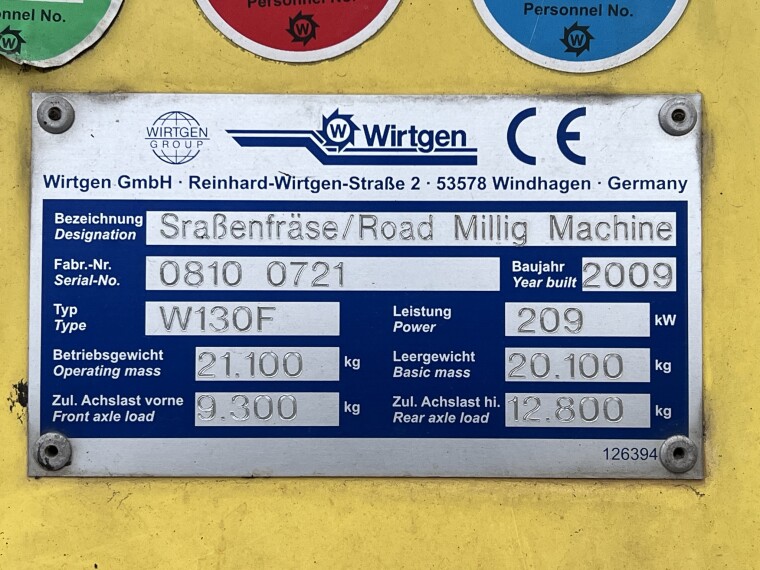 ersonnel No.
Personnel No.
Personnel No.
W
W
W
WIRTGEN
GROUP
W Wirtgen
CE
Wirtgen GmbH · Reinhard-Wirtgen-Straße 2 · 53578 Windhagen · Germany
Bezeichnung
Designation
Sraßenfräse/Road Millig Machine
Fabr.-Nr.
Serial-No.
0810 0721
Baujahr
Year built
2009
Typ
Type
W130F
Leistung
Power
209 kW
Betriebsgewicht
Operating mass
21.100 kg
Leergewicht
Basic mass
20.100 kg
Zul. Achslast vorne
Front axle load
9.300 kg
Zul. Achslast hi.
Rear axle load
12.800 kg
126394